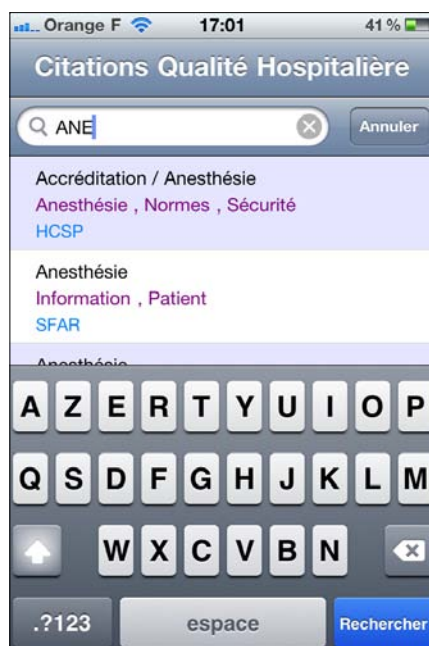 Orange F 17:01 41 %
Citations Qualité Hospitalière
ANE Annuler
Accréditation / Anesthésie
Anesthésie , Normes , Sécurité
HCSP
Anesthésie
Information , Patient
SFAR
Anesthésie
A Z E R T Y U I O P
Q S D F G H J K L M
W X C V B N
.?123 espace Rechercher